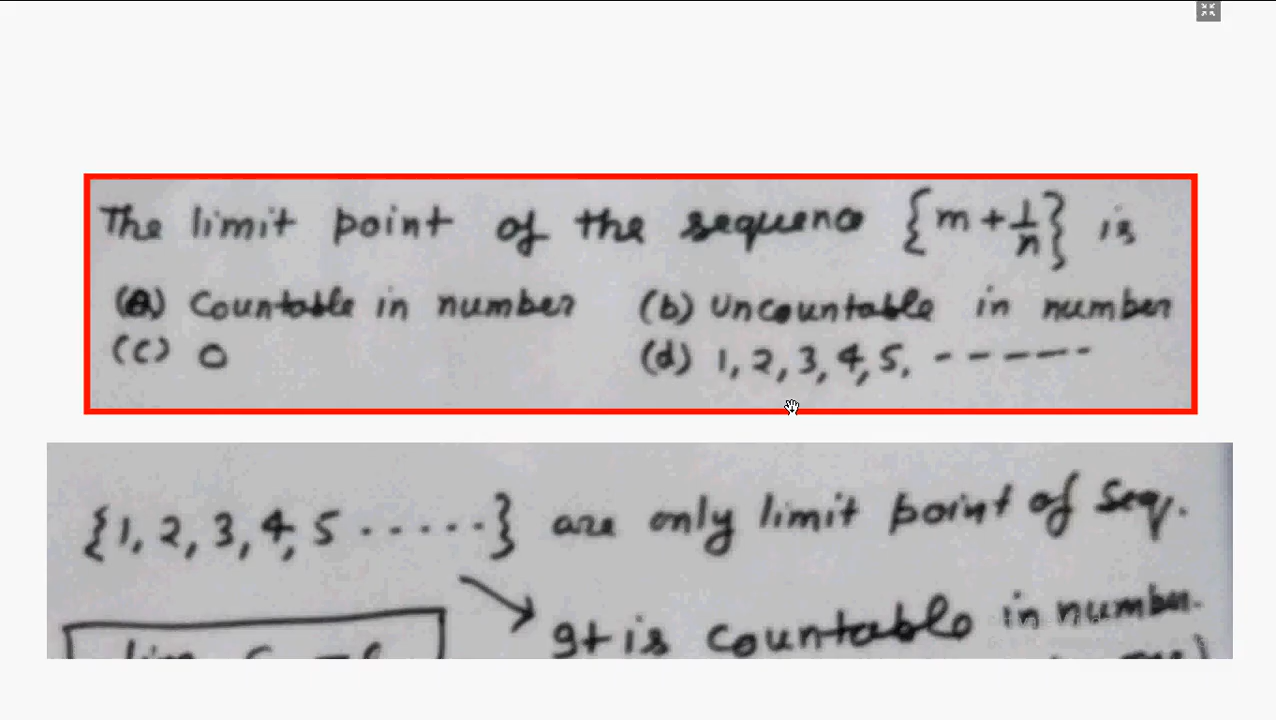 The limit point of the sequence {m + 1/n} is
(a) Countable in number (b) Uncountable in number
(c) 0 (d) 1, 2, 3, 4, 5, ------
{1, 2, 3, 4, 5 ......} are only limit point of Seq.
It is countable in number.